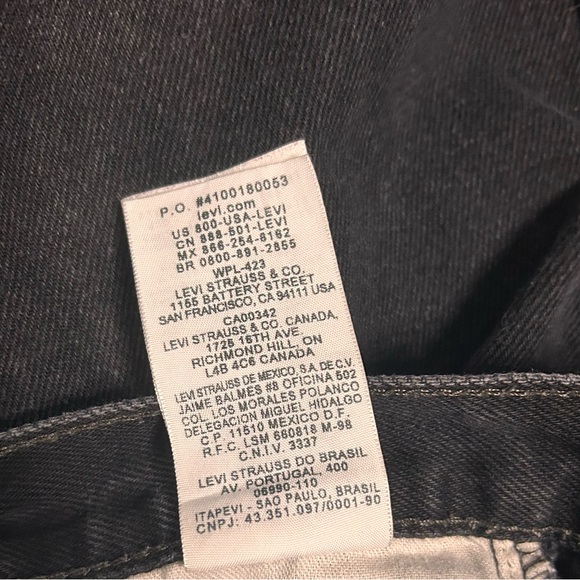 P.O. #4100180053
levi.com
US 800-USA-LEVI
CN 888-501-LEVI
MX 866-254-6162
BR 0800-891-2855
WPL-423
LEVI STRAUSS & CO.
1155 BATTERY STREET
SAN FRANCISCO, CA 94111 USA
CA00342
LEVI STRAUSS & CO. CANADA,
1725 16TH AVE.
RICHMOND HILL, ON
L4B 4C6 CANADA
LEVI STRAUSS DE MEXICO, S.A. DE C.V.
JAIME BALMES #8 OFICINA 502
COL. LOS MORALES POLANCO
DELEGACION MIGUEL HIDALGO
C.P. 11510 MEXICO D.F.
R.F.C. LSM 660818 M-98
C.N.I.V. 3337
LEVI STRAUSS DO BRASIL
AV. PORTUGAL, 400
06690-110
ITAPEVI - SAO PAULO, BRASIL
CNPJ: 43.351.097/0001-90